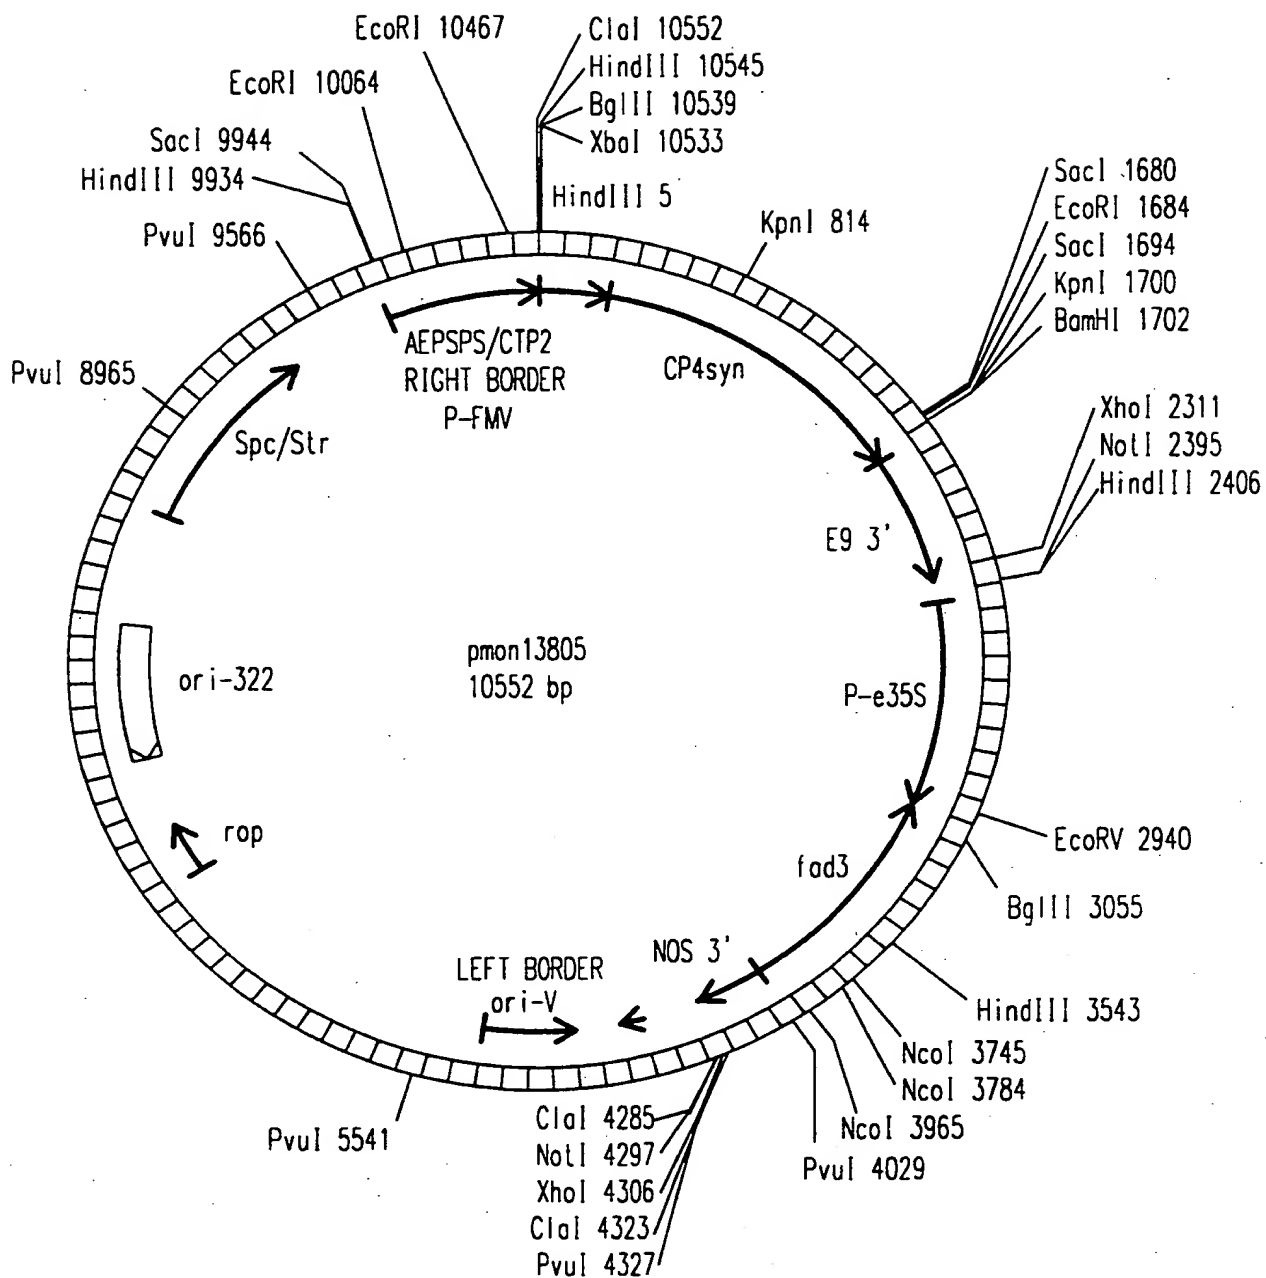 EcoRI 10467
EcoRI 10064
SacI 9944
HindIII 9934
PvuI 9566
PvuI 8965
ClaI 10552
HindIII 10545
BglII 10539
XbaI 10533
HindIII 5
KpnI 814
SacI 1680
EcoRI 1684
SacI 1694
KpnI 1700
BamHI 1702
XhoI 2311
NotI 2395
HindIII 2406
AEPSPS/CTP2
RIGHT BORDER
P-FMV
CP4syn
Spc/Str
E9 3'
pmon13805
10552 bp
ori-322
P-e35S
rop
fad3
EcoRV 2940
BglII 3055
NOS 3'
LEFT BORDER
ori-V
HindIII 3543
NcoI 3745
NcoI 3784
NcoI 3965
PvuI 4029
PvuI 5541
ClaI 4285
NotI 4297
XhoI 4306
ClaI 4323
PvuI 4327